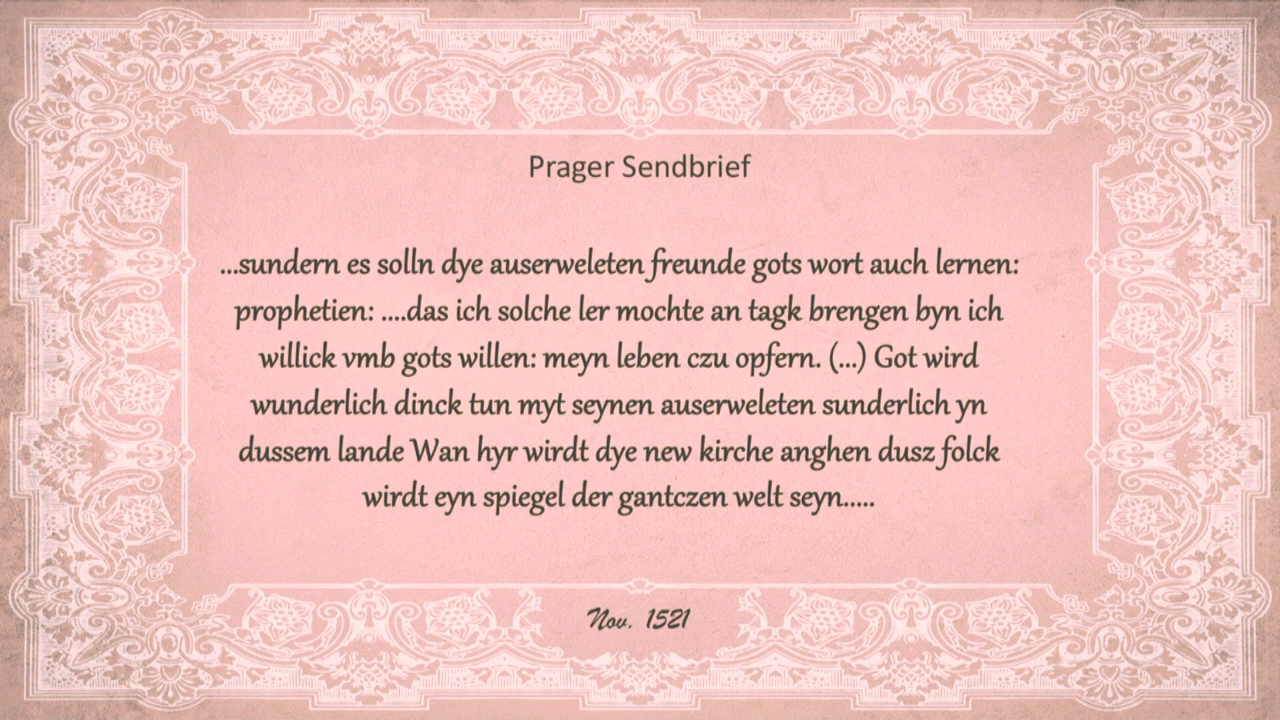 Prager Sendbrief
...sundern es solln dye auserweleten freunde gots wort auch lernen:
prophetien: ....das ich solche ler mochte an tagk brengen byn ich
willick vmb gots willen: meyn leben czu opfern. (...) Got wird
wunderlich dinck tun myt seynen auserweleten sunderlich yn
dussem lande Wan hyr wirdt dye new kirche anghen dusz folck
wirdt eyn spiegel der gantczen welt seyn.....
Nov. 1521